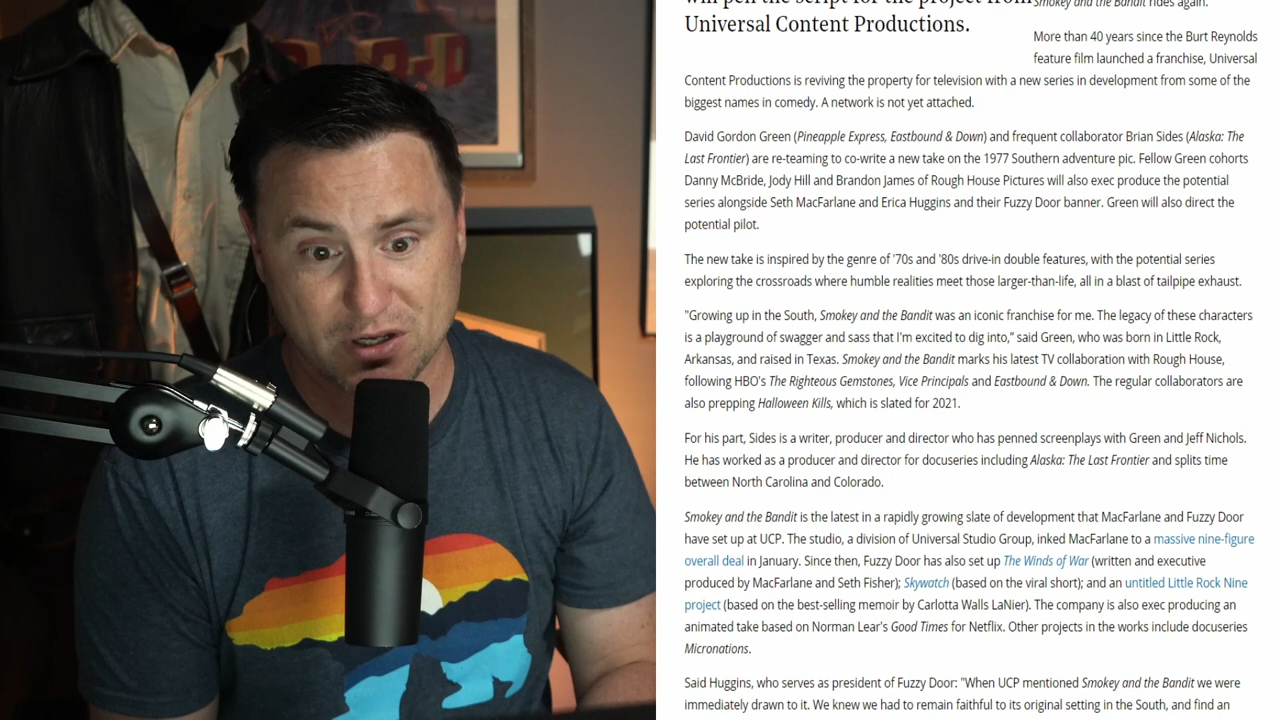 will pen the script for the project from
Smokey and the Bandit rides again.
Universal Content Productions.
More than 40 years since the Burt Reynolds
feature film launched a franchise, Universal
Content Productions is reviving the property for television with a new series in development from some of the
biggest names in comedy. A network is not yet attached.
David Gordon Green (Pineapple Express, Eastbound & Down) and frequent collaborator Brian Sides (Alaska: The
Last Frontier) are re-teaming to co-write a new take on the 1977 Southern adventure pic. Fellow Green cohorts
Danny McBride, Jody Hill and Brandon James of Rough House Pictures will also exec produce the potential
series alongside Seth MacFarlane and Erica Huggins and their Fuzzy Door banner. Green will also direct the
potential pilot.
The new take is inspired by the genre of '70s and '80s drive-in double features, with the potential series
exploring the crossroads where humble realities meet those larger-than-life, all in a blast of tailpipe exhaust.
"Growing up in the South, Smokey and the Bandit was an iconic franchise for me. The legacy of these characters
is a playground of swagger and sass that I'm excited to dig into,” said Green, who was born in Little Rock,
Arkansas, and raised in Texas. Smokey and the Bandit marks his latest TV collaboration with Rough House,
following HBO's The Righteous Gemstones, Vice Principals and Eastbound & Down. The regular collaborators are
also prepping Halloween Kills, which is slated for 2021.
For his part, Sides is a writer, producer and director who has penned screenplays with Green and Jeff Nichols.
He has worked as a producer and director for docuseries including Alaska: The Last Frontier and splits time
between North Carolina and Colorado.
Smokey and the Bandit is the latest in a rapidly growing slate of development that MacFarlane and Fuzzy Door
have set up at UCP. The studio, a division of Universal Studio Group, inked MacFarlane to a massive nine-figure
overall deal in January. Since then, Fuzzy Door has also set up The Winds of War (written and executive
produced by MacFarlane and Seth Fisher); Skywatch (based on the viral short); and an untitled Little Rock Nine
project (based on the best-selling memoir by Carlotta Walls LaNier). The company is also exec producing an
animated take based on Norman Lear's Good Times for Netflix. Other projects in the works include docuseries
Micronations.
Said Huggins, who serves as president of Fuzzy Door: "When UCP mentioned Smokey and the Bandit we were
immediately drawn to it. We knew we had to remain faithful to its original setting in the South, and find an